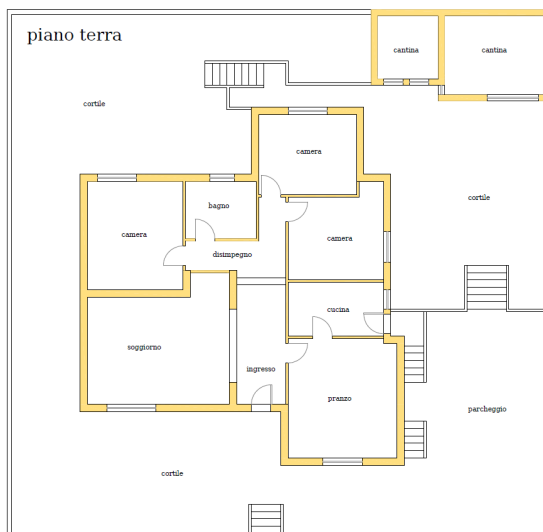 piano terra
cantina
cantina
cortile
camera
cortile
bagno
camera
camera
disimpegno
cucina
soggiorno
ingresso
pranzo
parcheggio
cortile